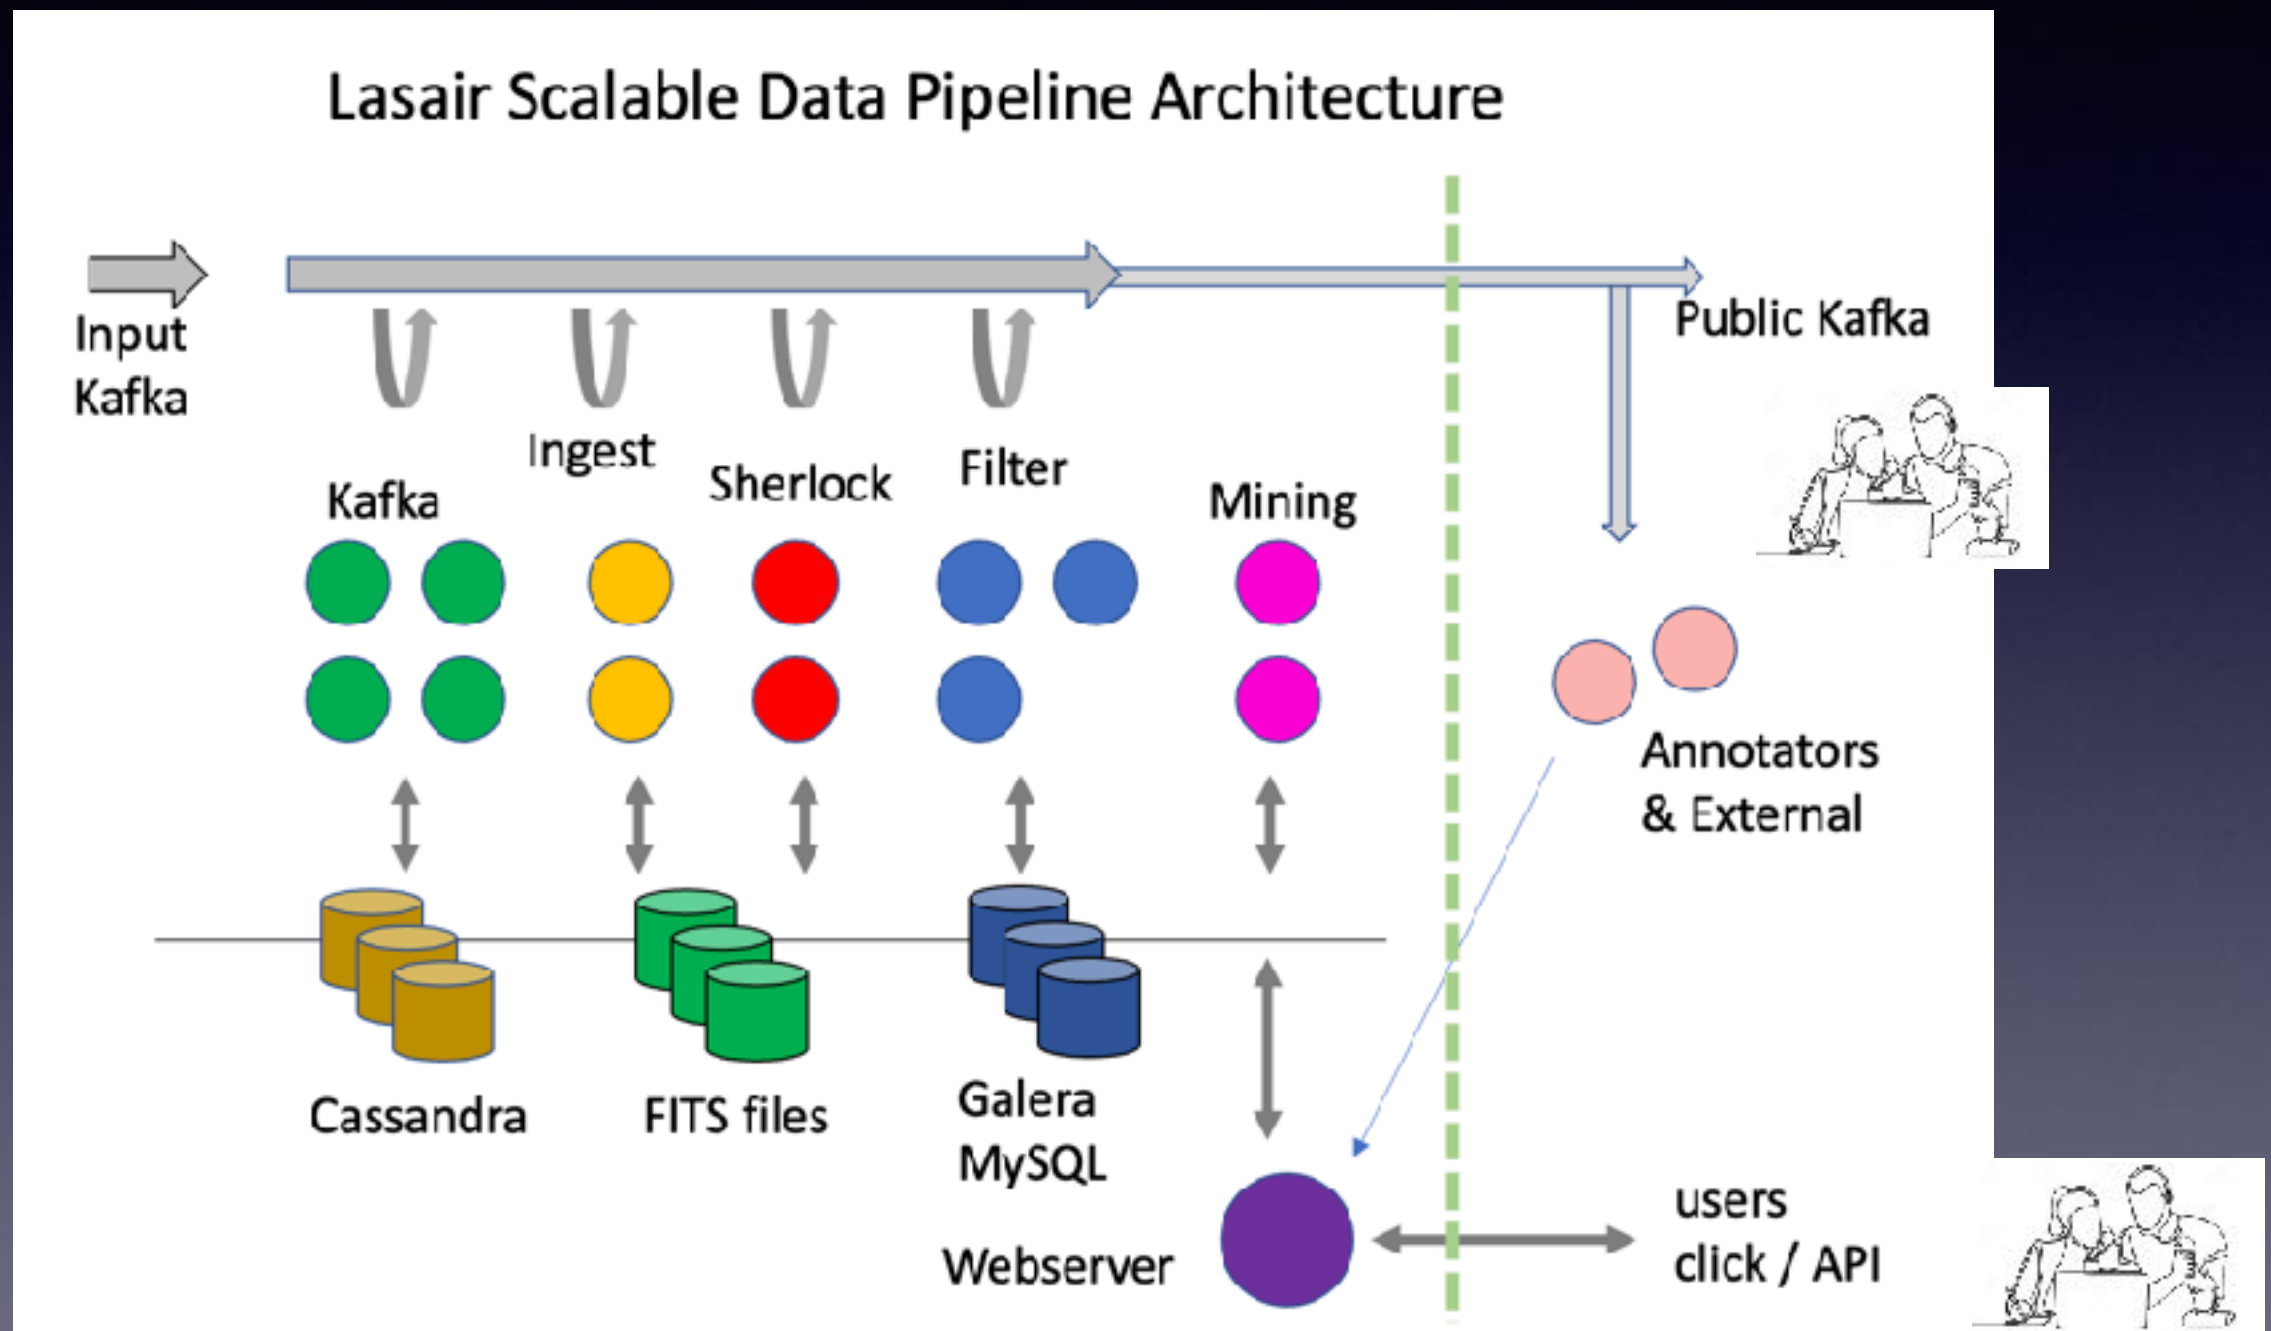 Lasair Scalable Data Pipeline Architecture
Input
Kafka
Public Kafka
Kafka
Ingest
Sherlock
Filter
Mining
Annotators
& External
Cassandra
FITS files
Galera
MySQL
Webserver
users
click / API